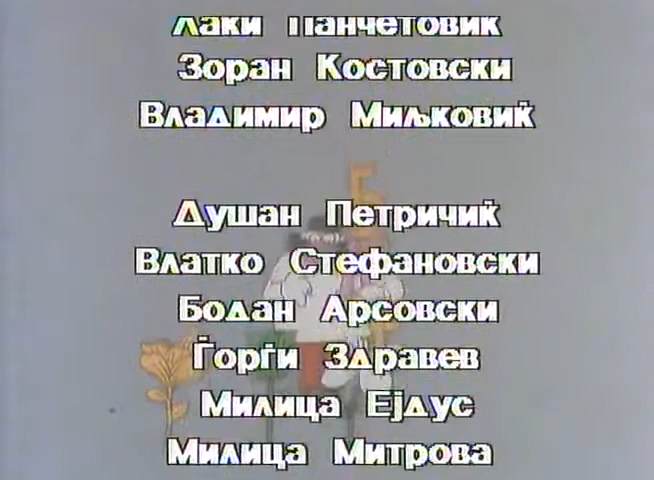 Лаки Панчетовиќ
Зоран Костовски
Владимир Миљковиќ
Душан Петричиќ
Влатко Стефановски
Бодан Арсовски
Ѓорѓи Здравев
Милица Ејдус
Милица Митрова